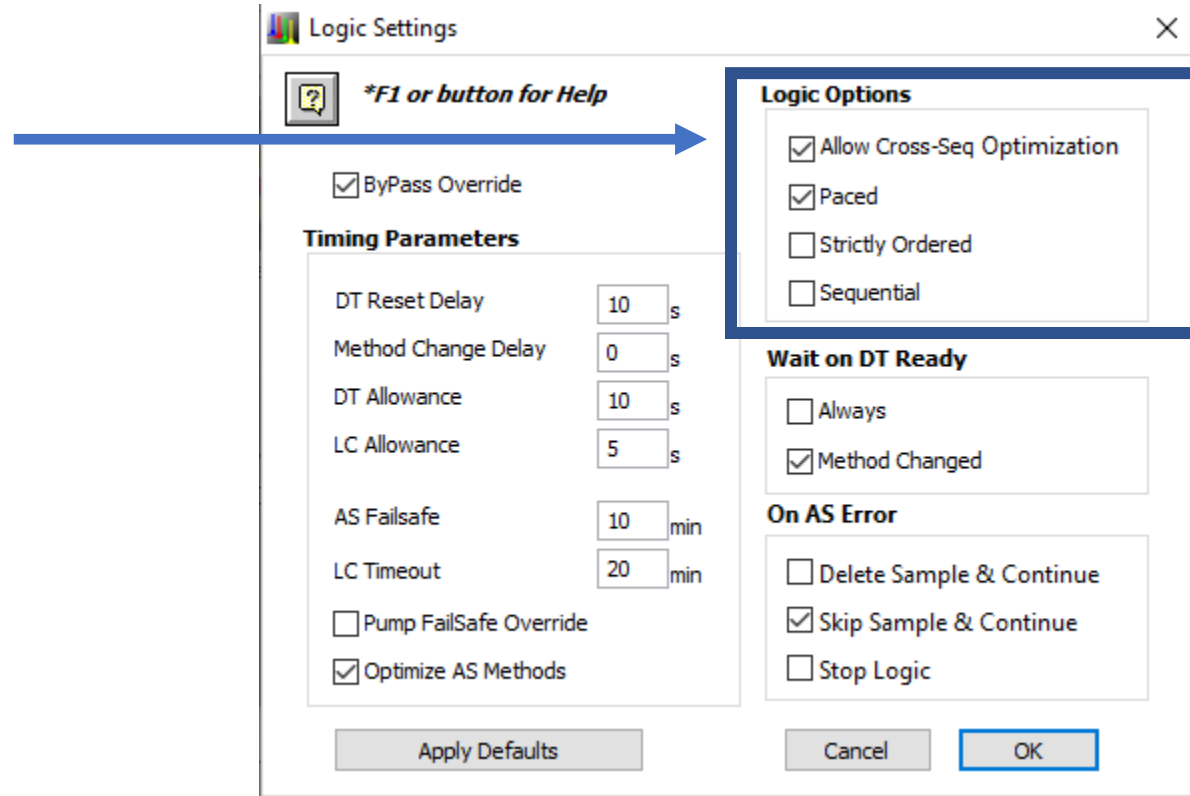 Logic Settings
*F1 or button for Help
ByPass Override
Timing Parameters
DT Reset Delay 10 s
Method Change Delay 0 s
DT Allowance 10 s
LC Allowance 5 s
AS Failsafe 10 min
LC Timeout 20 min
Pump FailSafe Override
Optimize AS Methods
Logic Options
Allow Cross-Seq Optimization
Paced
Strictly Ordered
Sequential
Wait on DT Ready
Always
Method Changed
On AS Error
Delete Sample & Continue
Skip Sample & Continue
Stop Logic
Apply Defaults
Cancel
OK